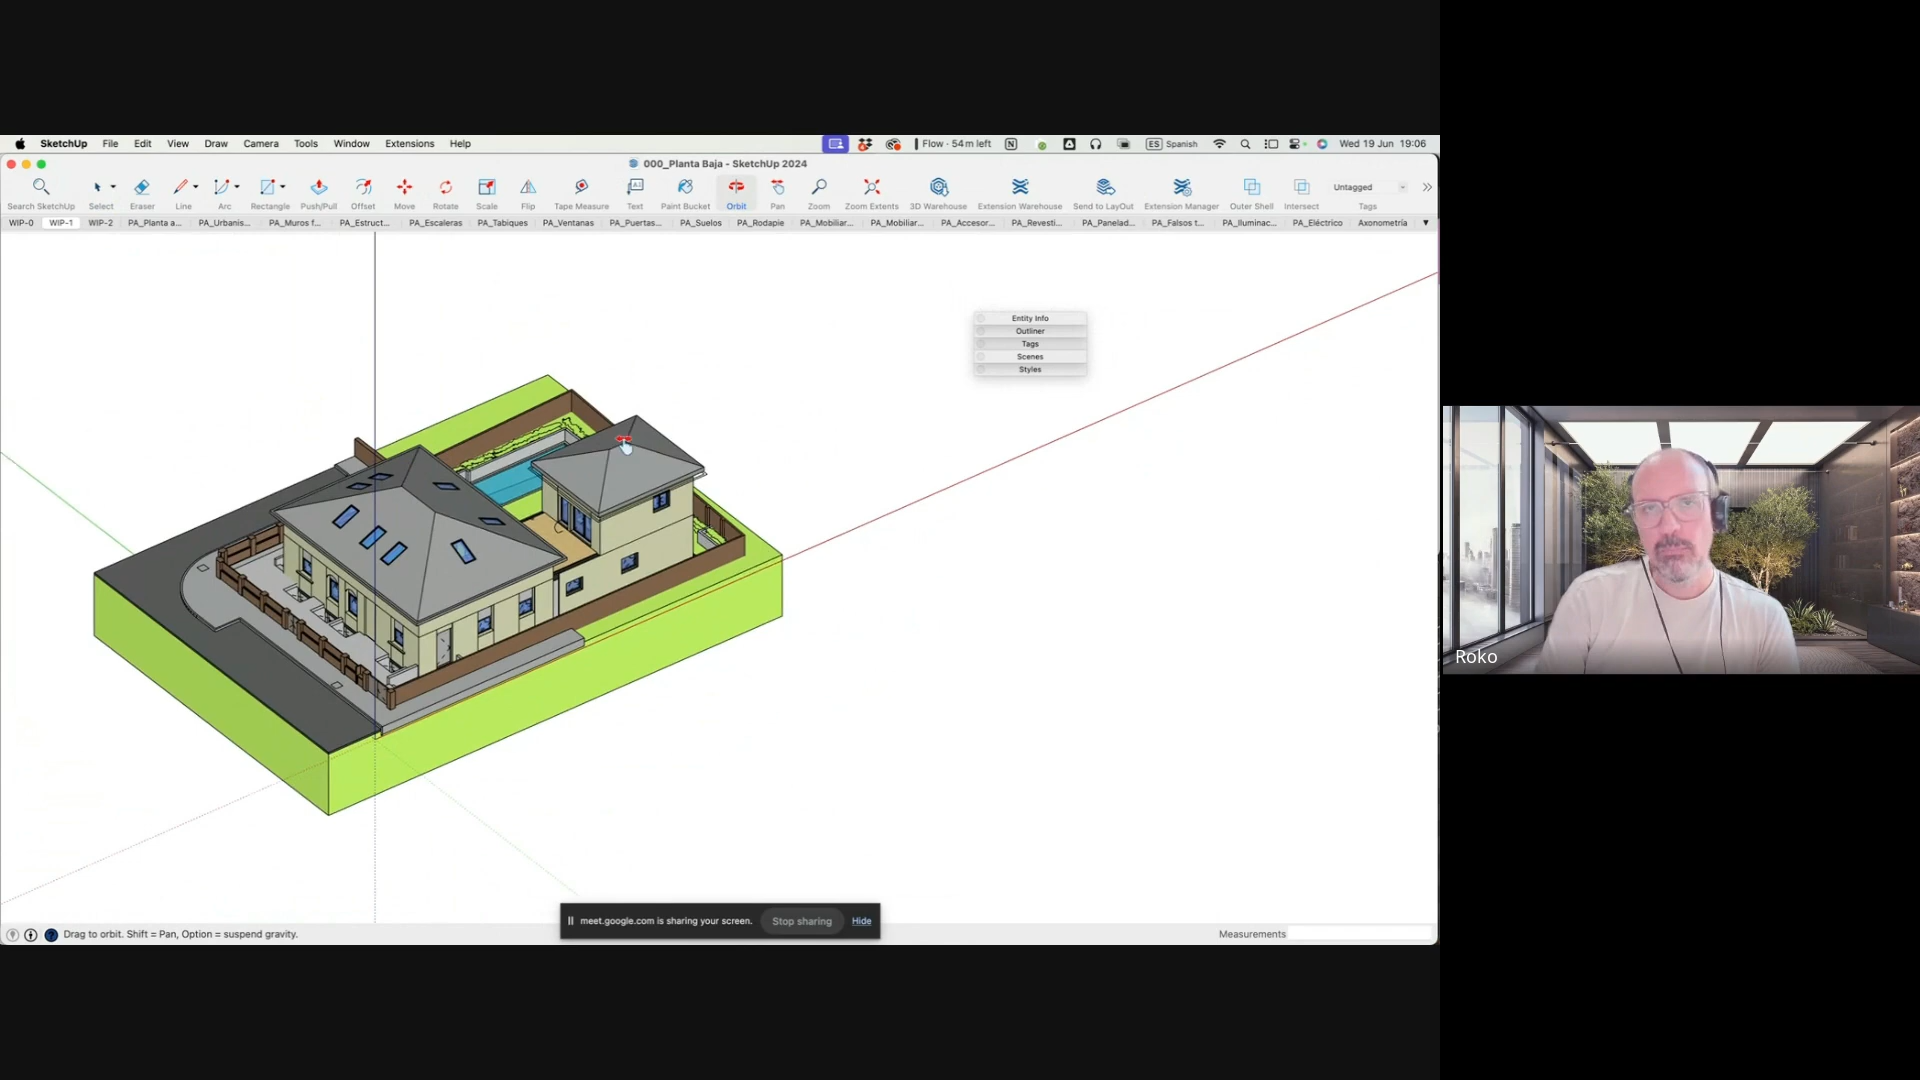 SketchUp File Edit View Draw Camera Tools Window Extensions Help Flow - 54m left ES Spanish Wed 19 Jun 19:06
000_Planta Baja - SketchUp 2024
Search SketchUp Select Eraser Line Arc Rectangle Push/Pull Offset Move Rotate Scale Flip Tape Measure Text Paint Bucket Orbit Pan Zoom Zoom Extents 3D Warehouse Extension Warehouse Send to LayOut Extension Manager Outer Shell Intersect Untagged Tags
WIP-0 WIP-1 WIP-2 PA_Planta a... PA_Urbanis... PA_Muros f... PA_Estruct... PA_Escaleras PA_Tabiques PA_Ventanas PA_Puertas... PA_Suelos PA_Rodapie PA_Mobiliar... PA_Mobiliar... PA_Accesor... PA_Revesti... PA_Panelad... PA_Falsos t... PA_Iluminac... PA_Eléctrico Axonometría
Entity Info
Outliner
Tags
Scenes
Styles
Roko
meet.google.com is sharing your screen. Stop sharing Hide
Drag to orbit. Shift = Pan, Option = suspend gravity. Measurements